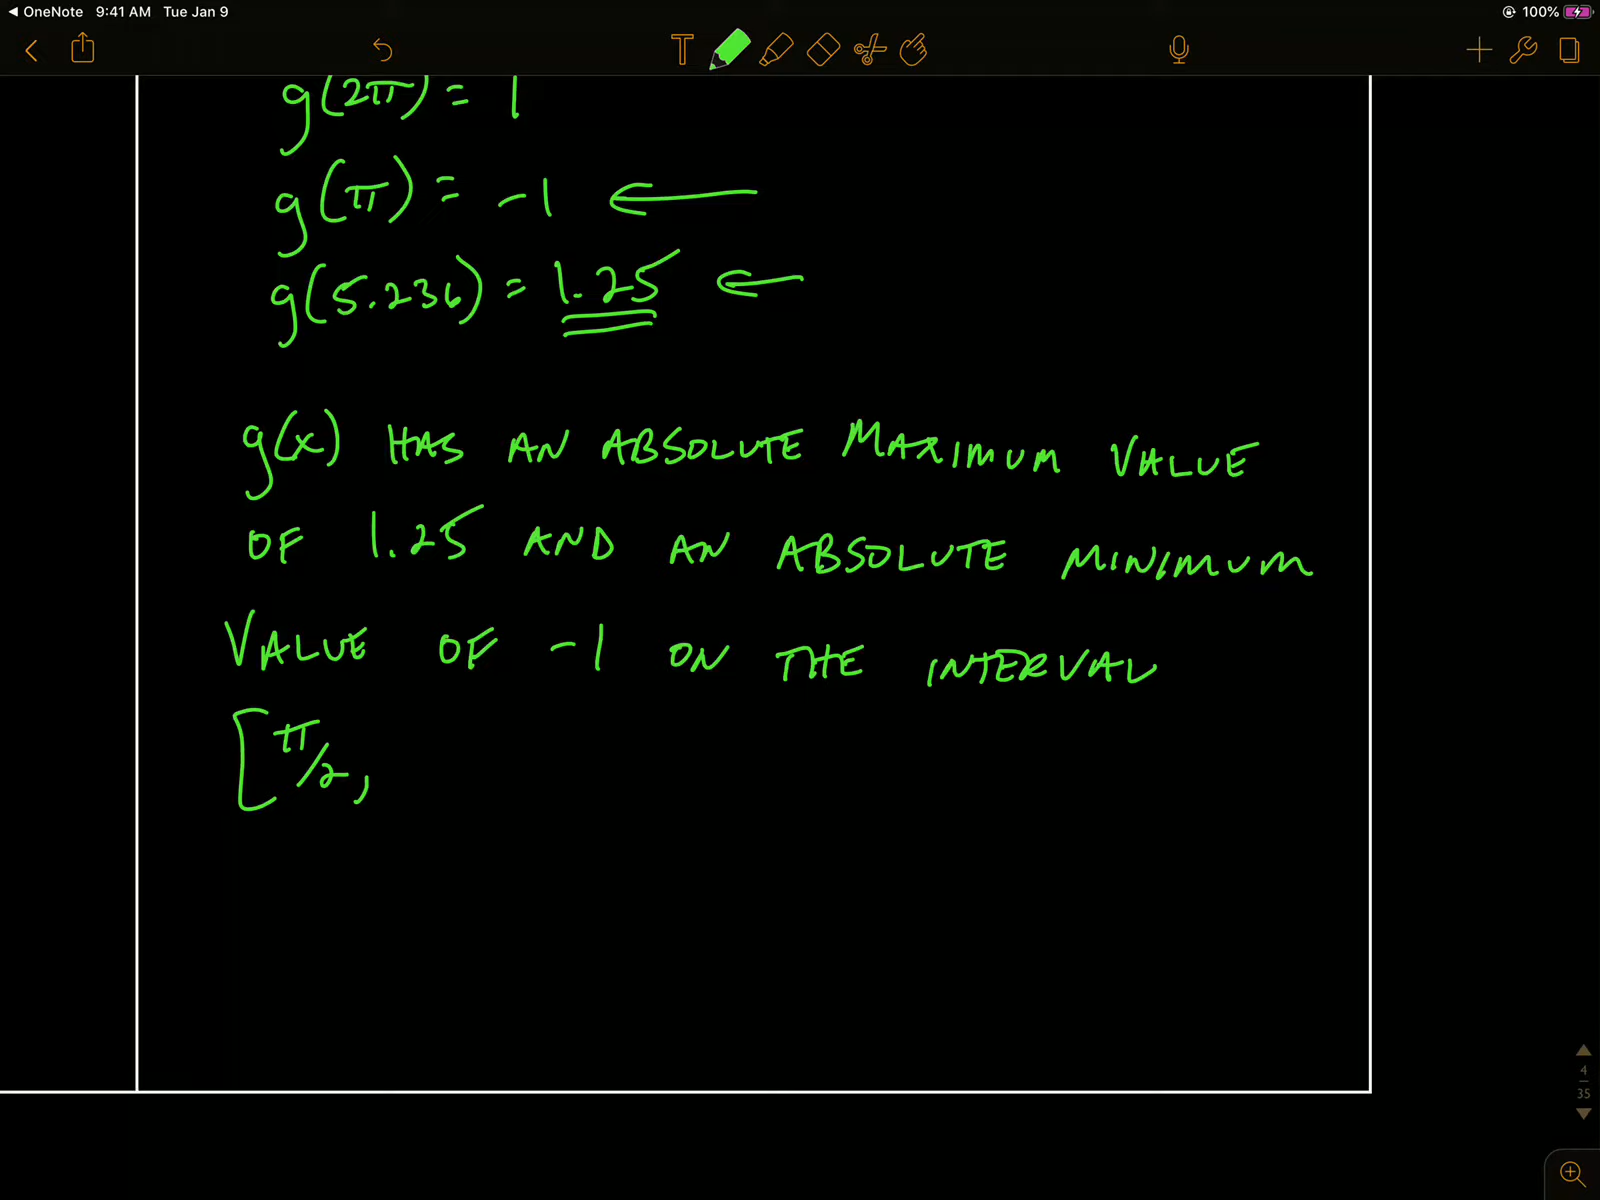 ◀ OneNote 9:41 AM Tue Jan 9 100%
T
g(2π) = 1
g(π) = -1 ←
g(5.236) = 1.25 ←
g(x) HAS AN ABSOLUTE MAXIMUM VALUE
OF 1.25 AND AN ABSOLUTE MINIMUM
VALUE OF -1 ON THE INTERVAL
[π/2,
4
35